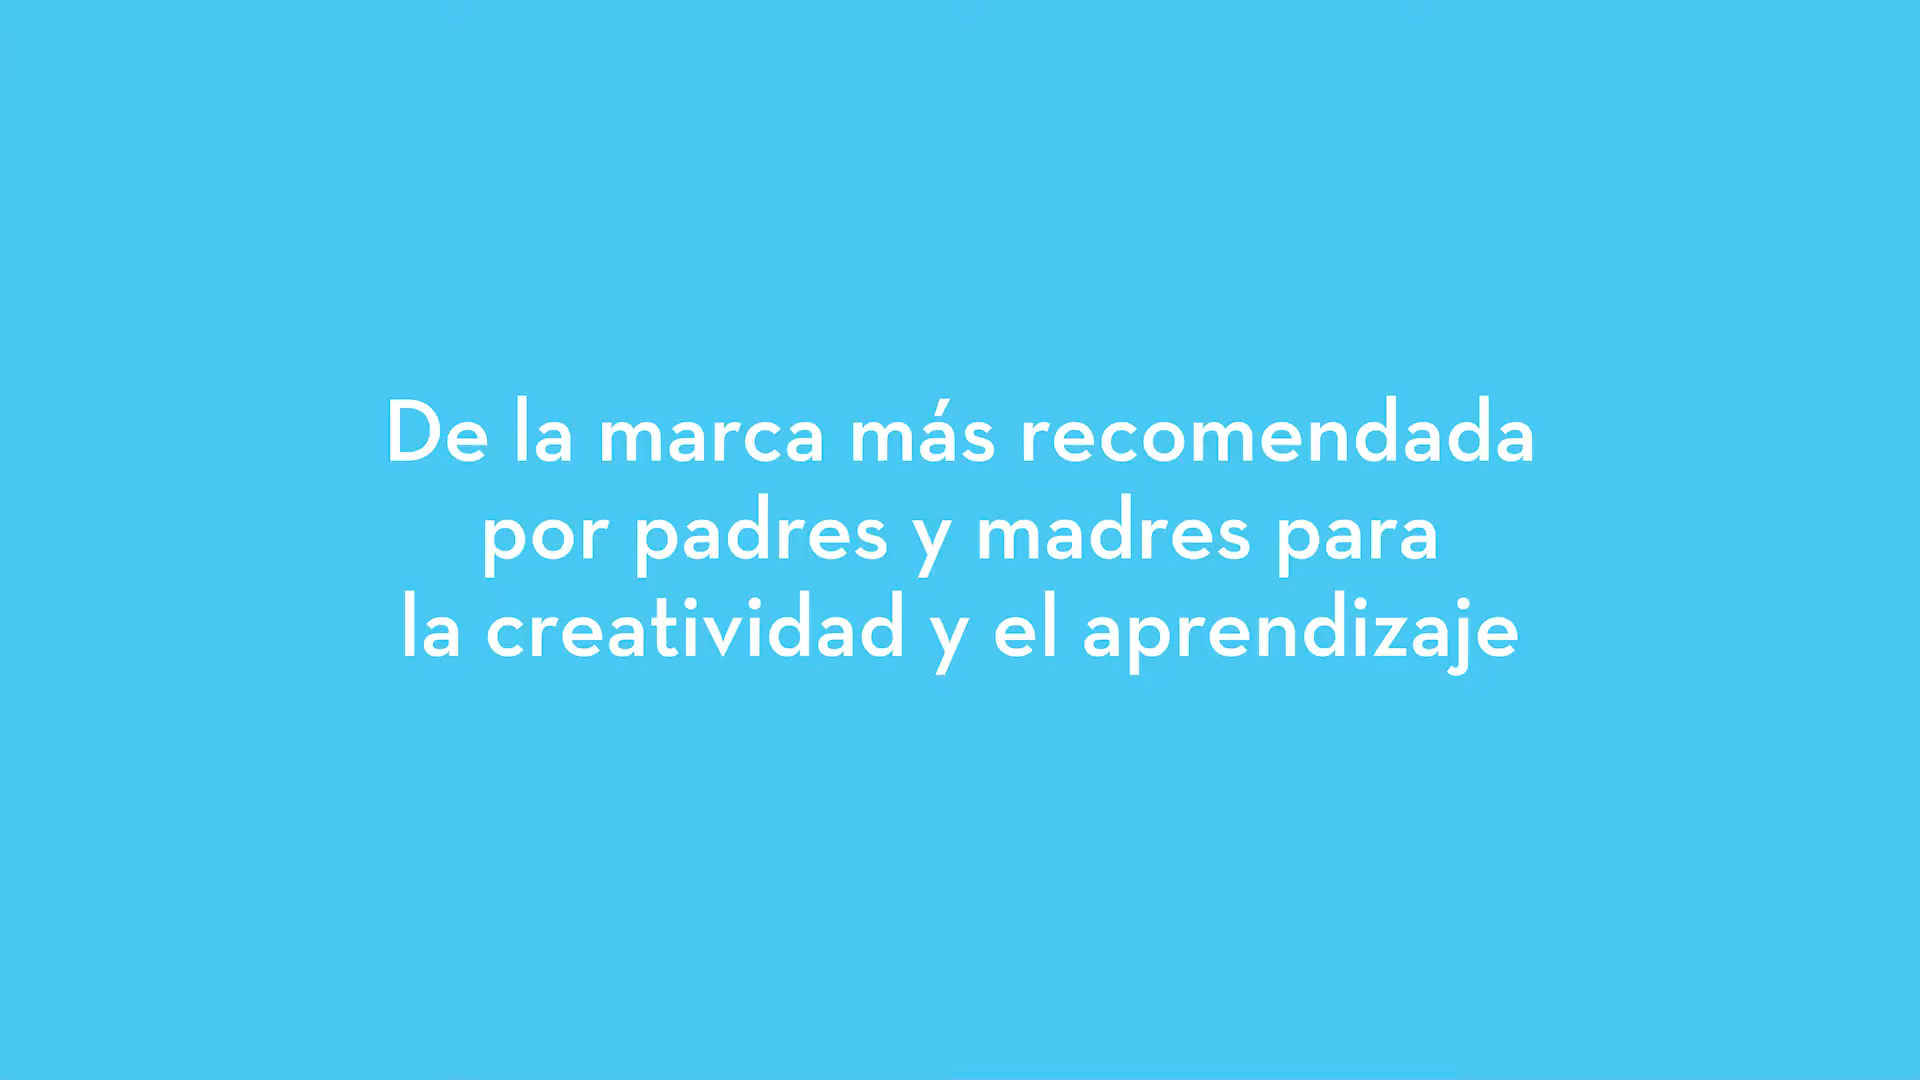 De la marca más recomendada
por padres y madres para
la creatividad y el aprendizaje